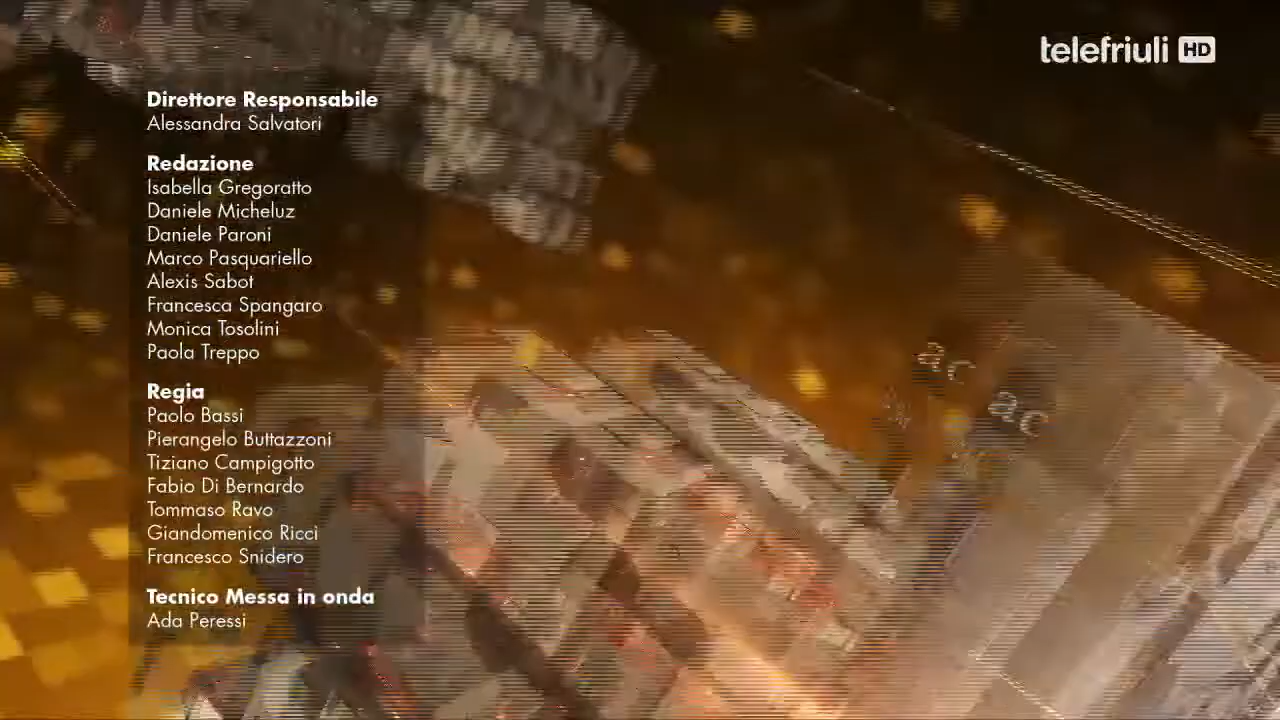 telefriuli HD
Direttore Responsabile
Alessandra Salvatori
Redazione
Isabella Gregoratto
Daniele Micheluz
Daniele Paroni
Marco Pasquariello
Alexis Sabot
Francesca Spangaro
Monica Tosolini
Paola Treppo
Regia
Paolo Bassi
Pierangelo Buttazzoni
Tiziano Campigotto
Fabio Di Bernardo
Tommaso Ravo
Giandomenico Ricci
Francesco Snidero
Tecnico Messa in onda
Ada Peressi
ac
ac